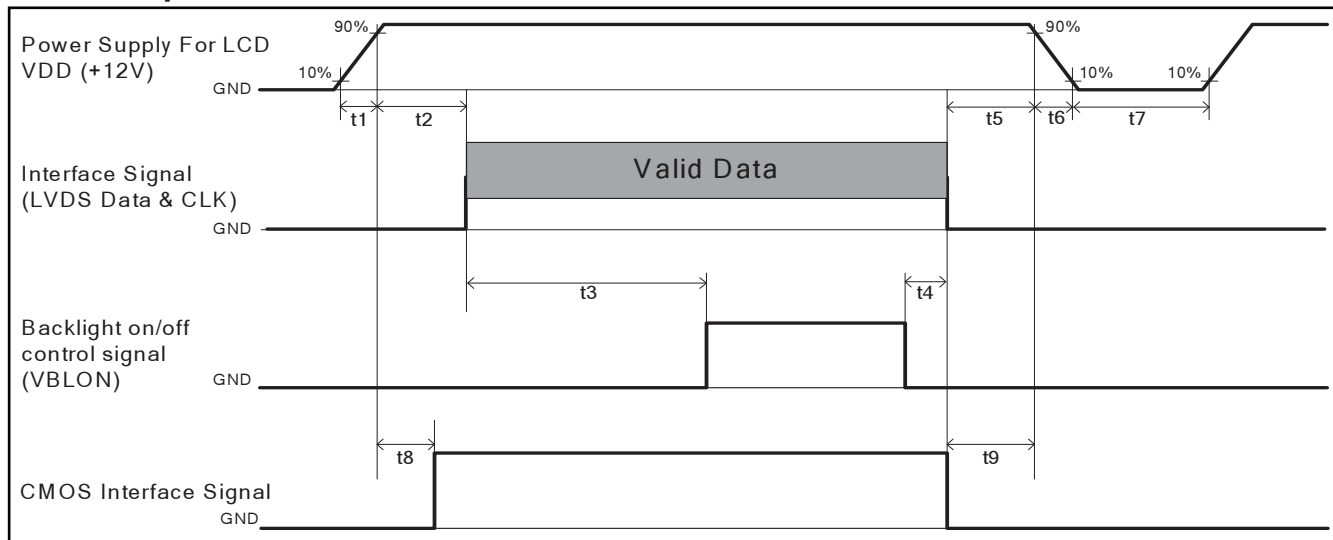 90%
90%
Power Supply For LCD
VDD (+12V)
10%
10%
10%
GND
t1
t2
t5
t6
t7
Valid Data
Interface Signal
(LVDS Data & CLK)
GND
t3
t4
Backlight on/off
control signal
(VBLON)
GND
t8
t9
CMOS Interface Signal
GND